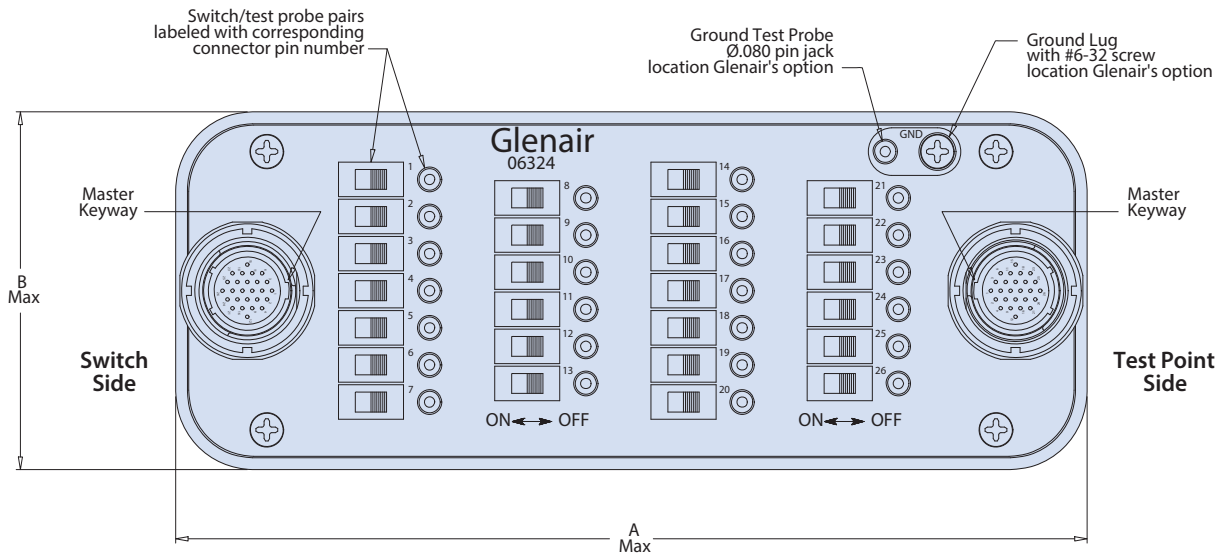 Switch/test probe pairs
labeled with corresponding
connector pin number
Ground Test Probe
Ø.080 pin jack
location Glenair's option
Ground Lug
with #6-32 screw
location Glenair's option
Glenair
06324
GND
Master
Keyway
Master
Keyway
B
Max
Switch
Side
Test Point
Side
1
2
3
4
5
6
7
8
9
10
11
12
13
14
15
16
17
18
19
20
21
22
23
24
25
26
ON OFF
ON OFF
A
Max